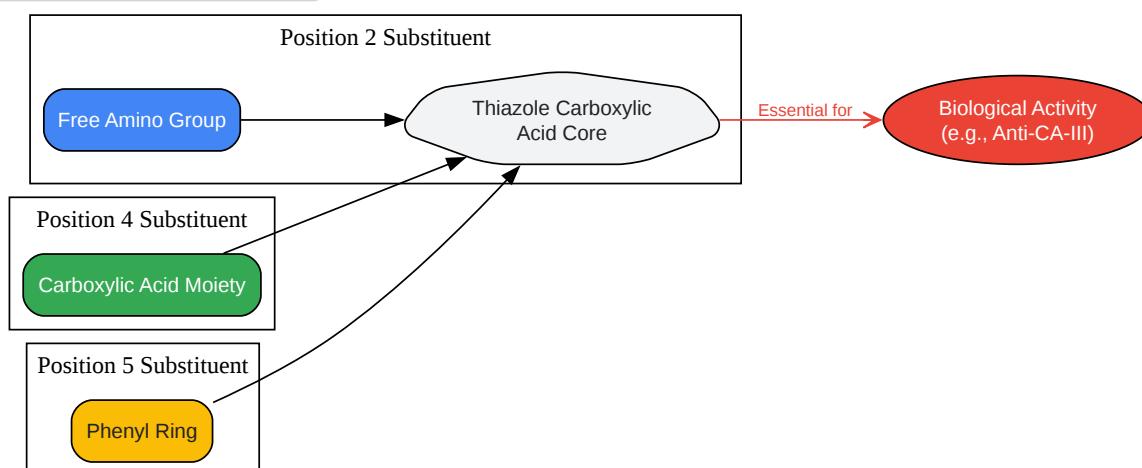 Position 2 Substituent
Free Amino Group
Thiazole Carboxylic
Acid Core
Essential for
Biological Activity
(e.g., Anti-CA-III)
Position 4 Substituent
Carboxylic Acid Moiety
Position 5 Substituent
Phenyl Ring